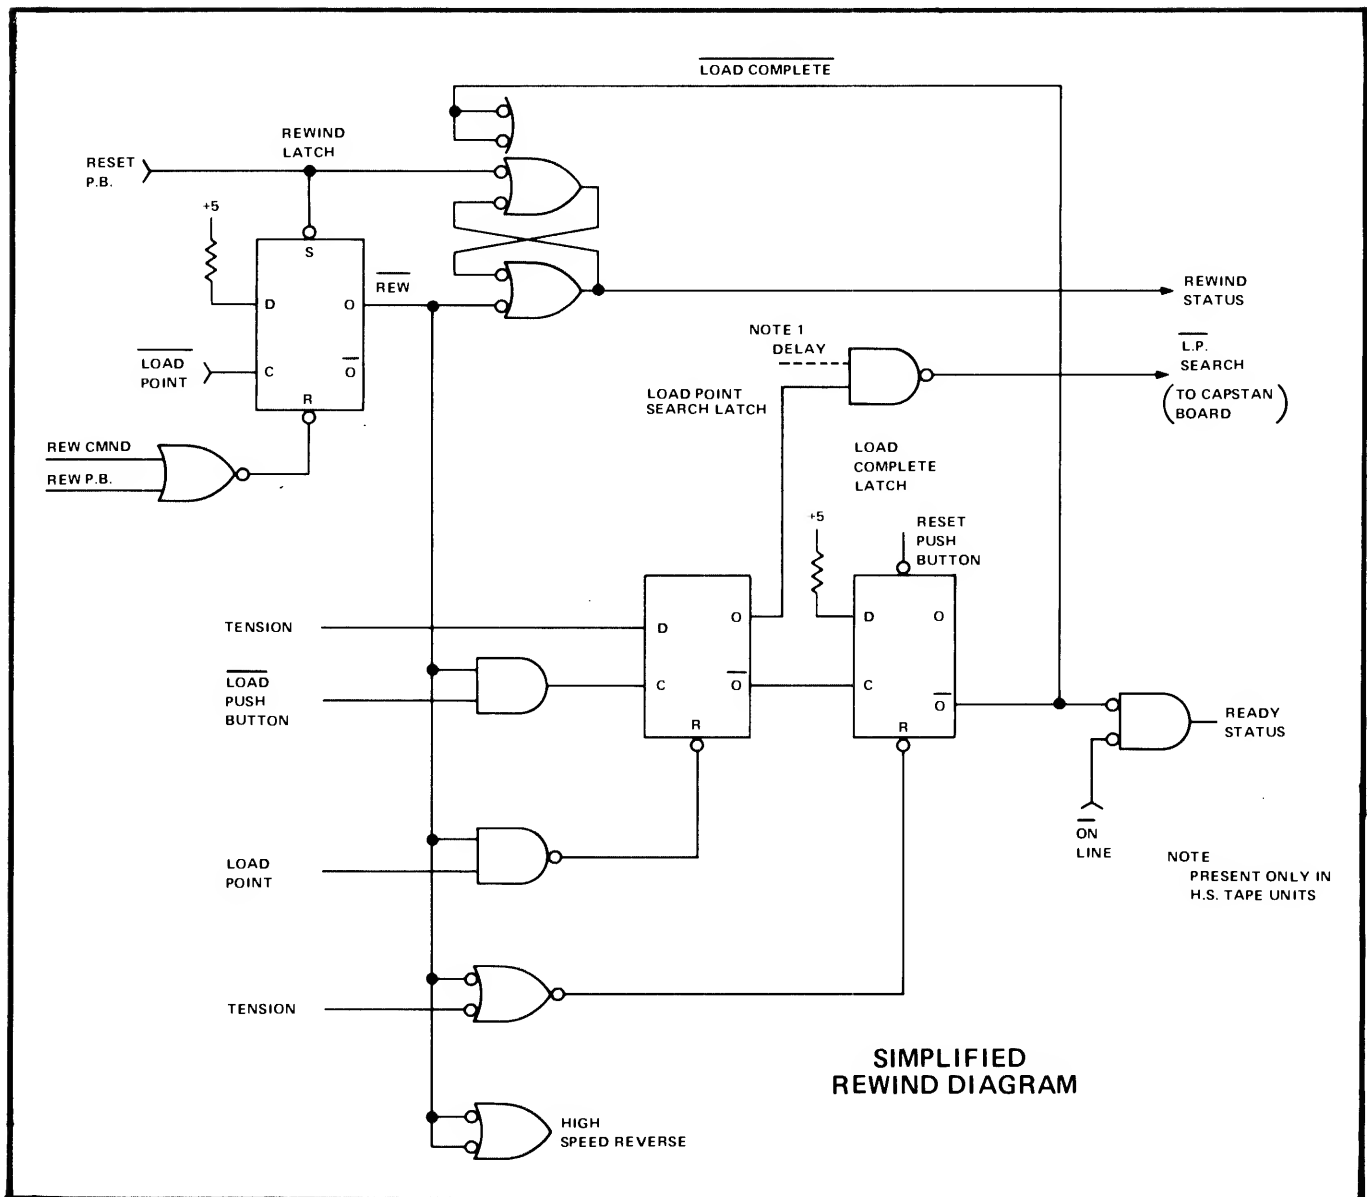 LOAD COMPLETE
REWIND
LATCH
RESET
P.B.
+5
S
REW
D
O
LOAD
POINT
C
O
R
REW CMND
REW P.B.
REWIND
STATUS
NOTE 1
DELAY
L.P.
SEARCH
(TO CAPSTAN
BOARD)
LOAD POINT
SEARCH LATCH
LOAD
COMPLETE
LATCH
+5
RESET
PUSH
BUTTON
TENSION
D
O
D
O
LOAD
PUSH
BUTTON
C
O
C
O
R
R
READY
STATUS
ON
LINE
NOTE
PRESENT ONLY IN
H.S. TAPE UNITS
LOAD
POINT
TENSION
SIMPLIFIED
REWIND DIAGRAM
HIGH
SPEED REVERSE